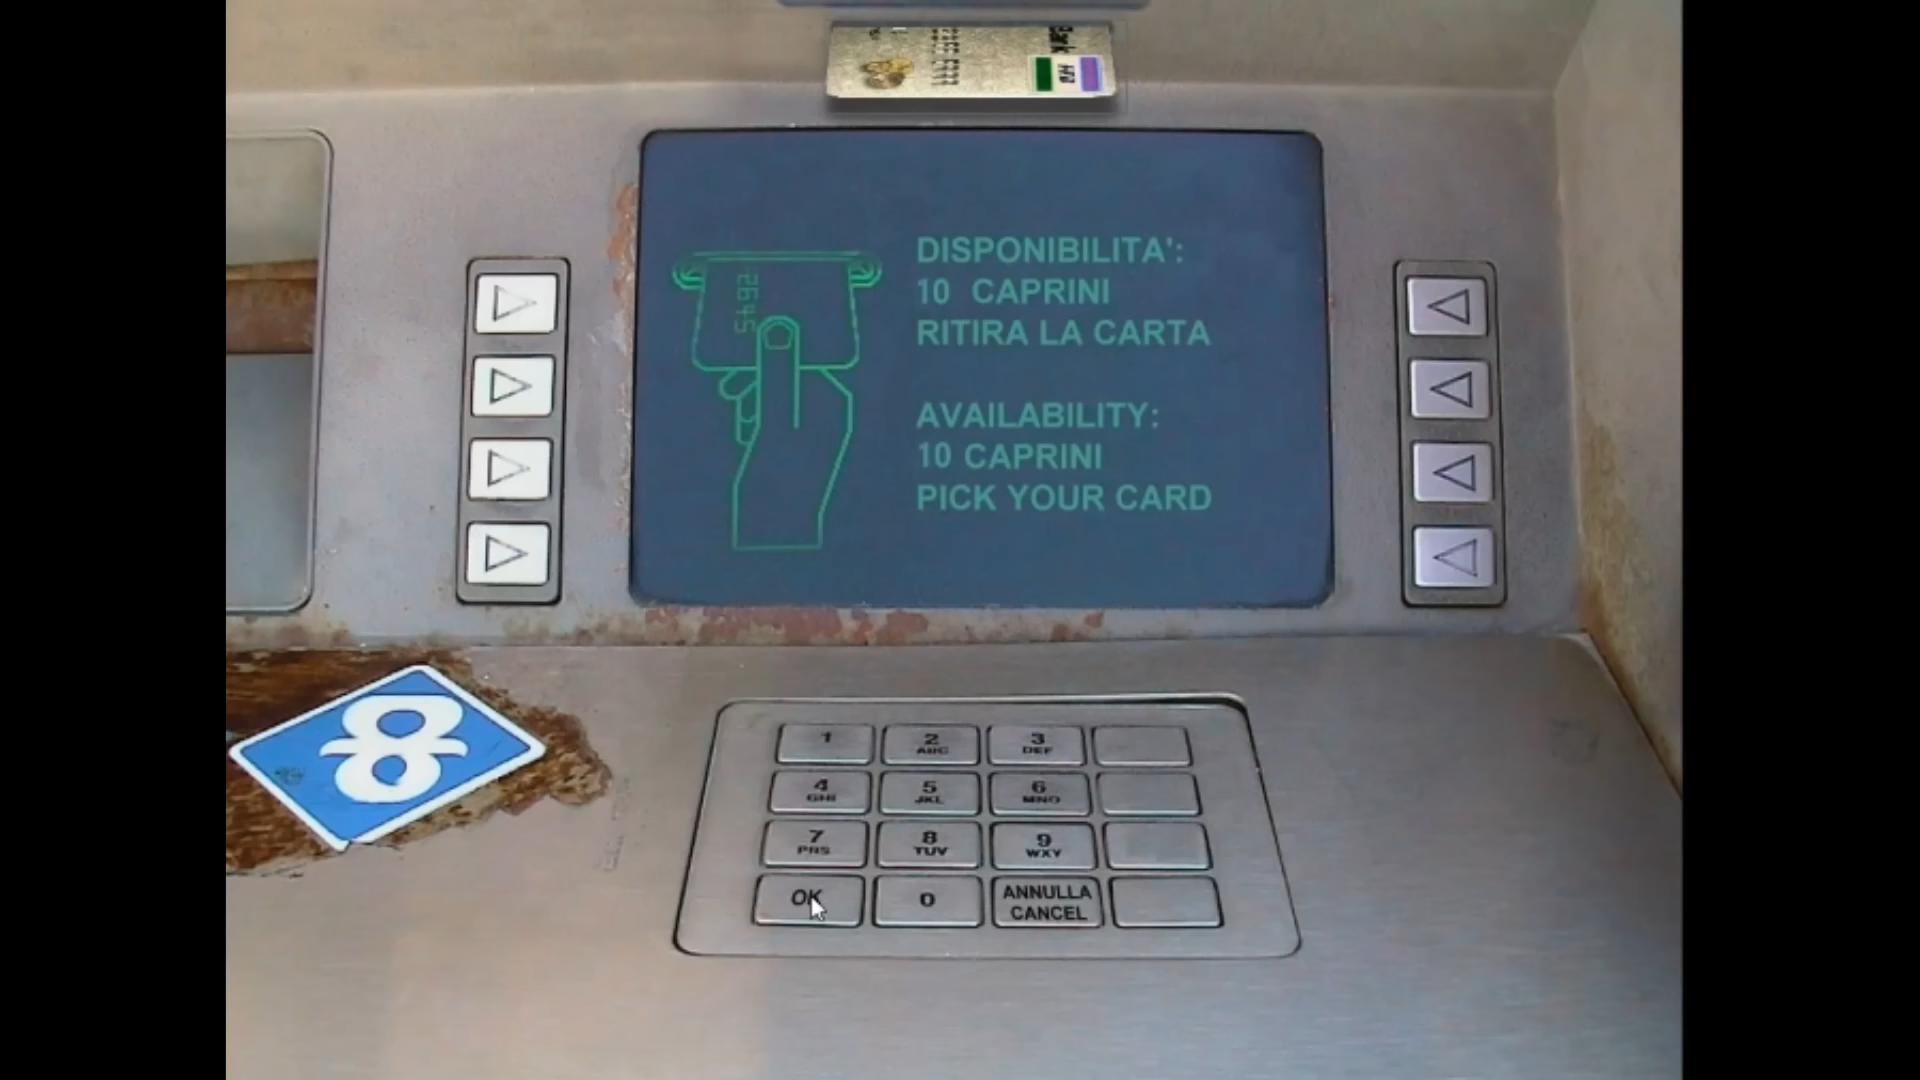 DISPONIBILITA':
10 CAPRINI
RITIRA LA CARTA
AVAILABILITY:
10 CAPRINI
PICK YOUR CARD
5492
1
2 ABC
3 DEF
4 GHI
5 JKL
6 MNO
7 PRS
8 TUV
9 WXY
OK
0
ANNULLA
CANCEL